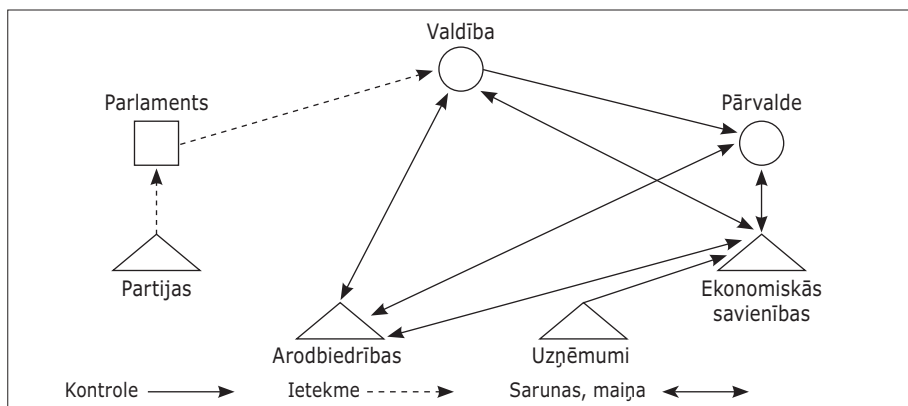 Valdība
Parlaments
Pārvalde
Partijas
Ekonomiskās
savienības
Arodbiedrības
Uzņēmumi
Kontrole
Ietekme
Sarunas, maiņa